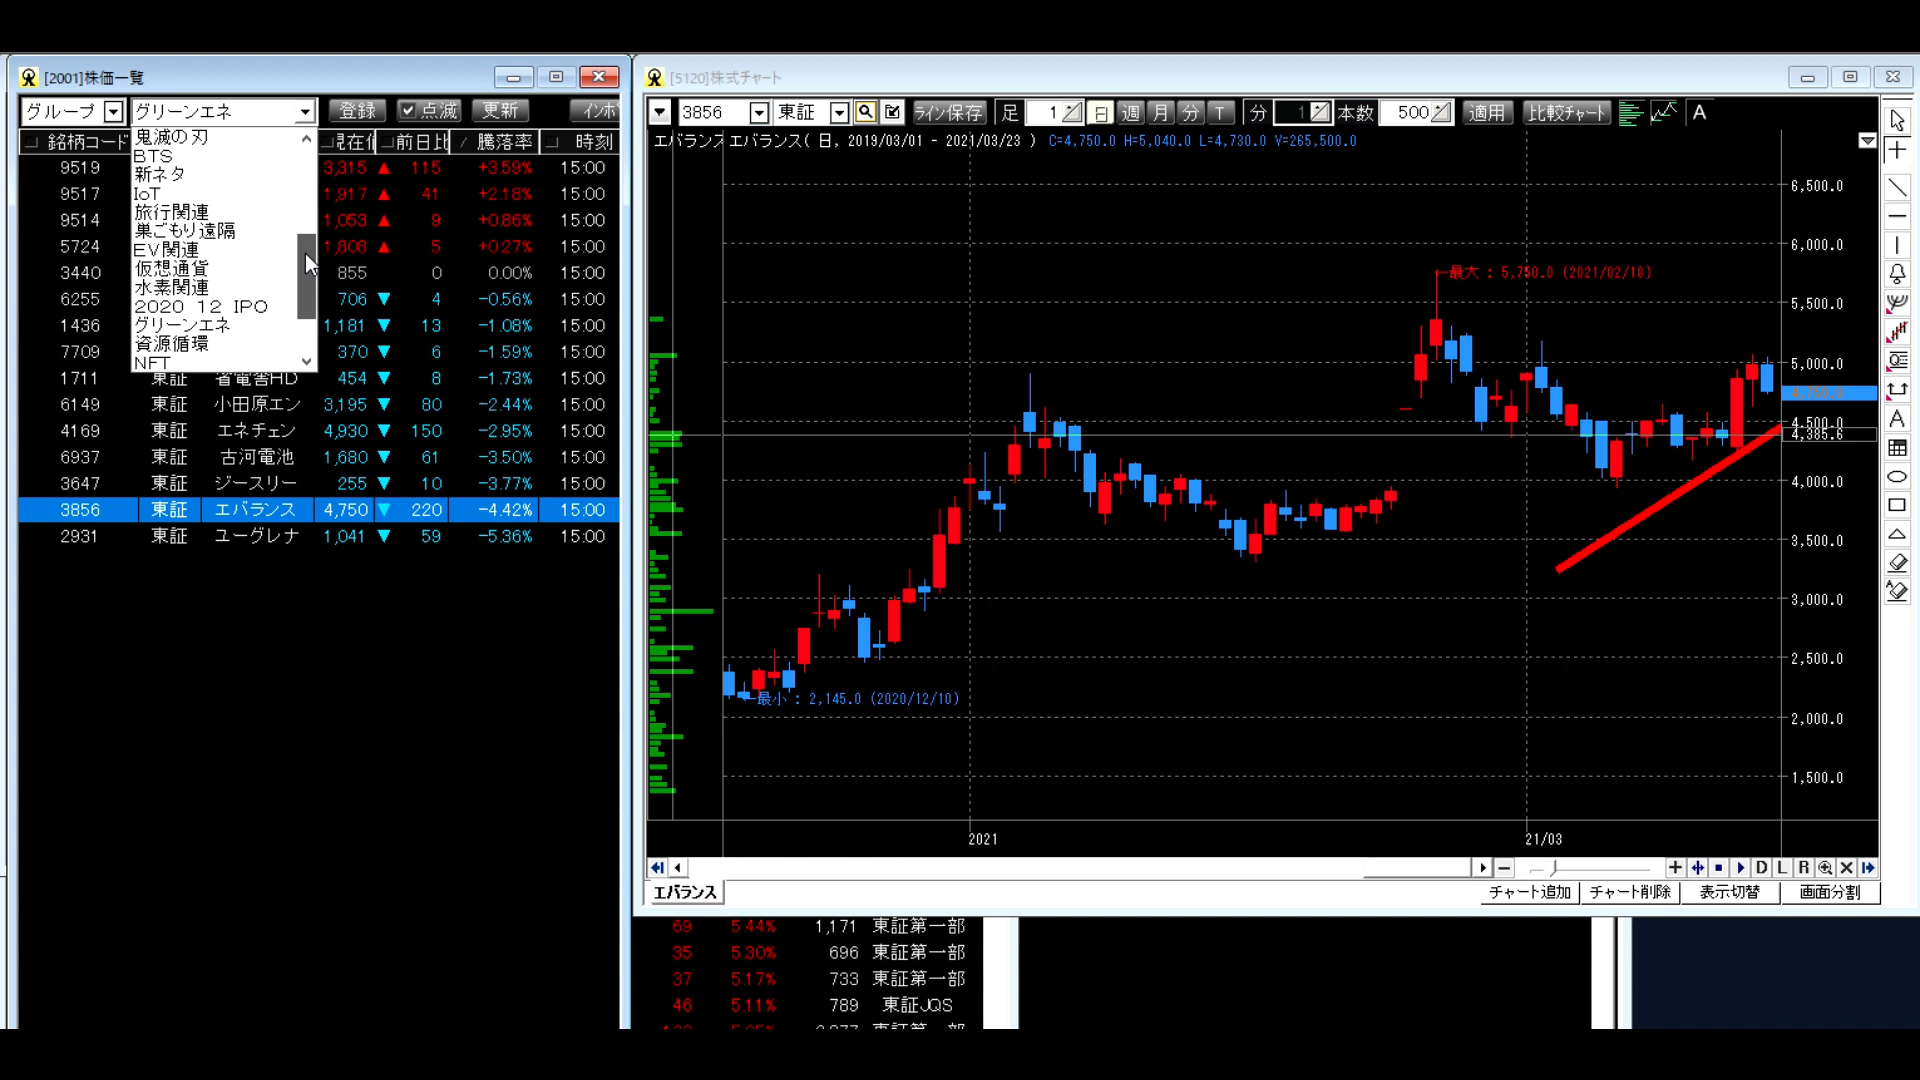 [2001]株価一覧
グループ グリーンエネ 登録 点滅 更新 インポ
銘柄コード 現在値 前日比 騰落率 時刻
鬼滅の刃
BTS
新ネタ
IoT
旅行関連
巣ごもり遠隔
EV関連
仮想通貨
水素関連
2020 12 IPO
グリーンエネ
資源循環
NFT
9519 3,315 ▲ 115 +3.59% 15:00
9517 1,917 ▲ 41 +2.18% 15:00
9514 1,053 ▲ 9 +0.86% 15:00
5724 1,808 ▲ 5 +0.27% 15:00
3440 855 0 0.00% 15:00
6255 706 ▼ 4 -0.56% 15:00
1436 1,181 ▼ 13 -1.08% 15:00
7709 370 ▼ 6 -1.59% 15:00
1711 東証 省電舎HD 454 ▼ 8 -1.73% 15:00
6149 東証 小田原エン 3,195 ▼ 80 -2.44% 15:00
4169 東証 エネチェン 4,930 ▼ 150 -2.95% 15:00
6937 東証 古河電池 1,680 ▼ 61 -3.50% 15:00
3647 東証 ジースリー 255 ▼ 10 -3.77% 15:00
3856 東証 エバランス 4,750 ▼ 220 -4.42% 15:00
2931 東証 ユーグレナ 1,041 ▼ 59 -5.36% 15:00
[5120]株式チャート
3856 東証 ライン保存 足 1 日 週 月 分 T 分 1 本数 500 適用 比較チャート A
エバランス エバランス( 日, 2019/03/01 - 2021/03/23 ) C=4,750.0 H=5,040.0 L=4,730.0 V=265,500.0
最大 : 5,750.0 (2021/02/18)
最小 : 2,145.0 (2020/12/10)
6,500.0
6,000.0
5,500.0
5,000.0
4,750.0
4,500.0
4,385.6
4,000.0
3,500.0
3,000.0
2,500.0
2,000.0
1,500.0
2021 21/03
D L R
エバランス チャート追加 チャート削除 表示切替 画面分割
A
69 5.44% 1,171 東証第一部
35 5.30% 696 東証第一部
37 5.17% 733 東証第一部
46 5.11% 789 東証JQS